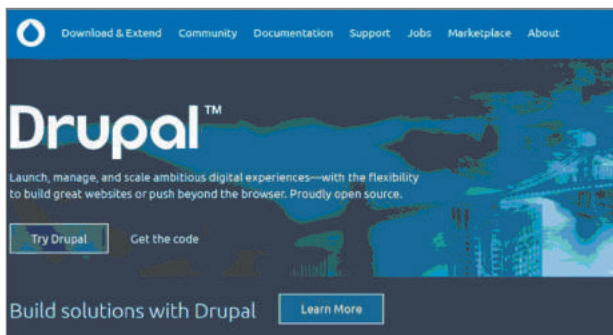 Download & Extend Community Documentation Support Jobs Marketplace About
Drupal™
Launch, manage, and scale ambitious digital experiences—with the flexibility
to build great websites or push beyond the browser. Proudly open source.
Try Drupal Get the code
Build solutions with Drupal Learn More